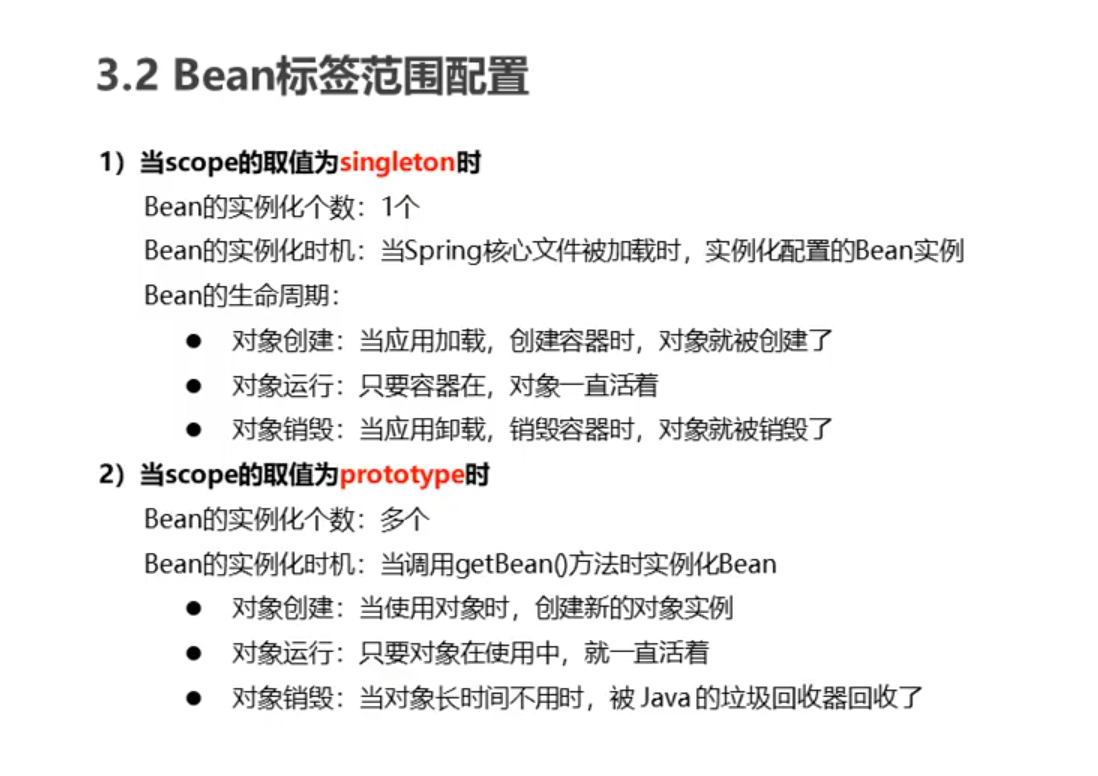 3.2 Bean标签范围配置
1）当scope的取值为singleton时
Bean的实例化个数：1个
Bean的实例化时机：当Spring核心文件被加载时，实例化配置的Bean实例
Bean的生命周期：
● 对象创建：当应用加载，创建容器时，对象就被创建了
● 对象运行：只要容器在，对象一直活着
● 对象销毁：当应用卸载，销毁容器时，对象就被销毁了
2）当scope的取值为prototype时
Bean的实例化个数：多个
Bean的实例化时机：当调用getBean()方法时实例化Bean
● 对象创建：当使用对象时，创建新的对象实例
● 对象运行：只要对象在使用中，就一直活着
● 对象销毁：当对象长时间不用时，被 Java 的垃圾回收器回收了